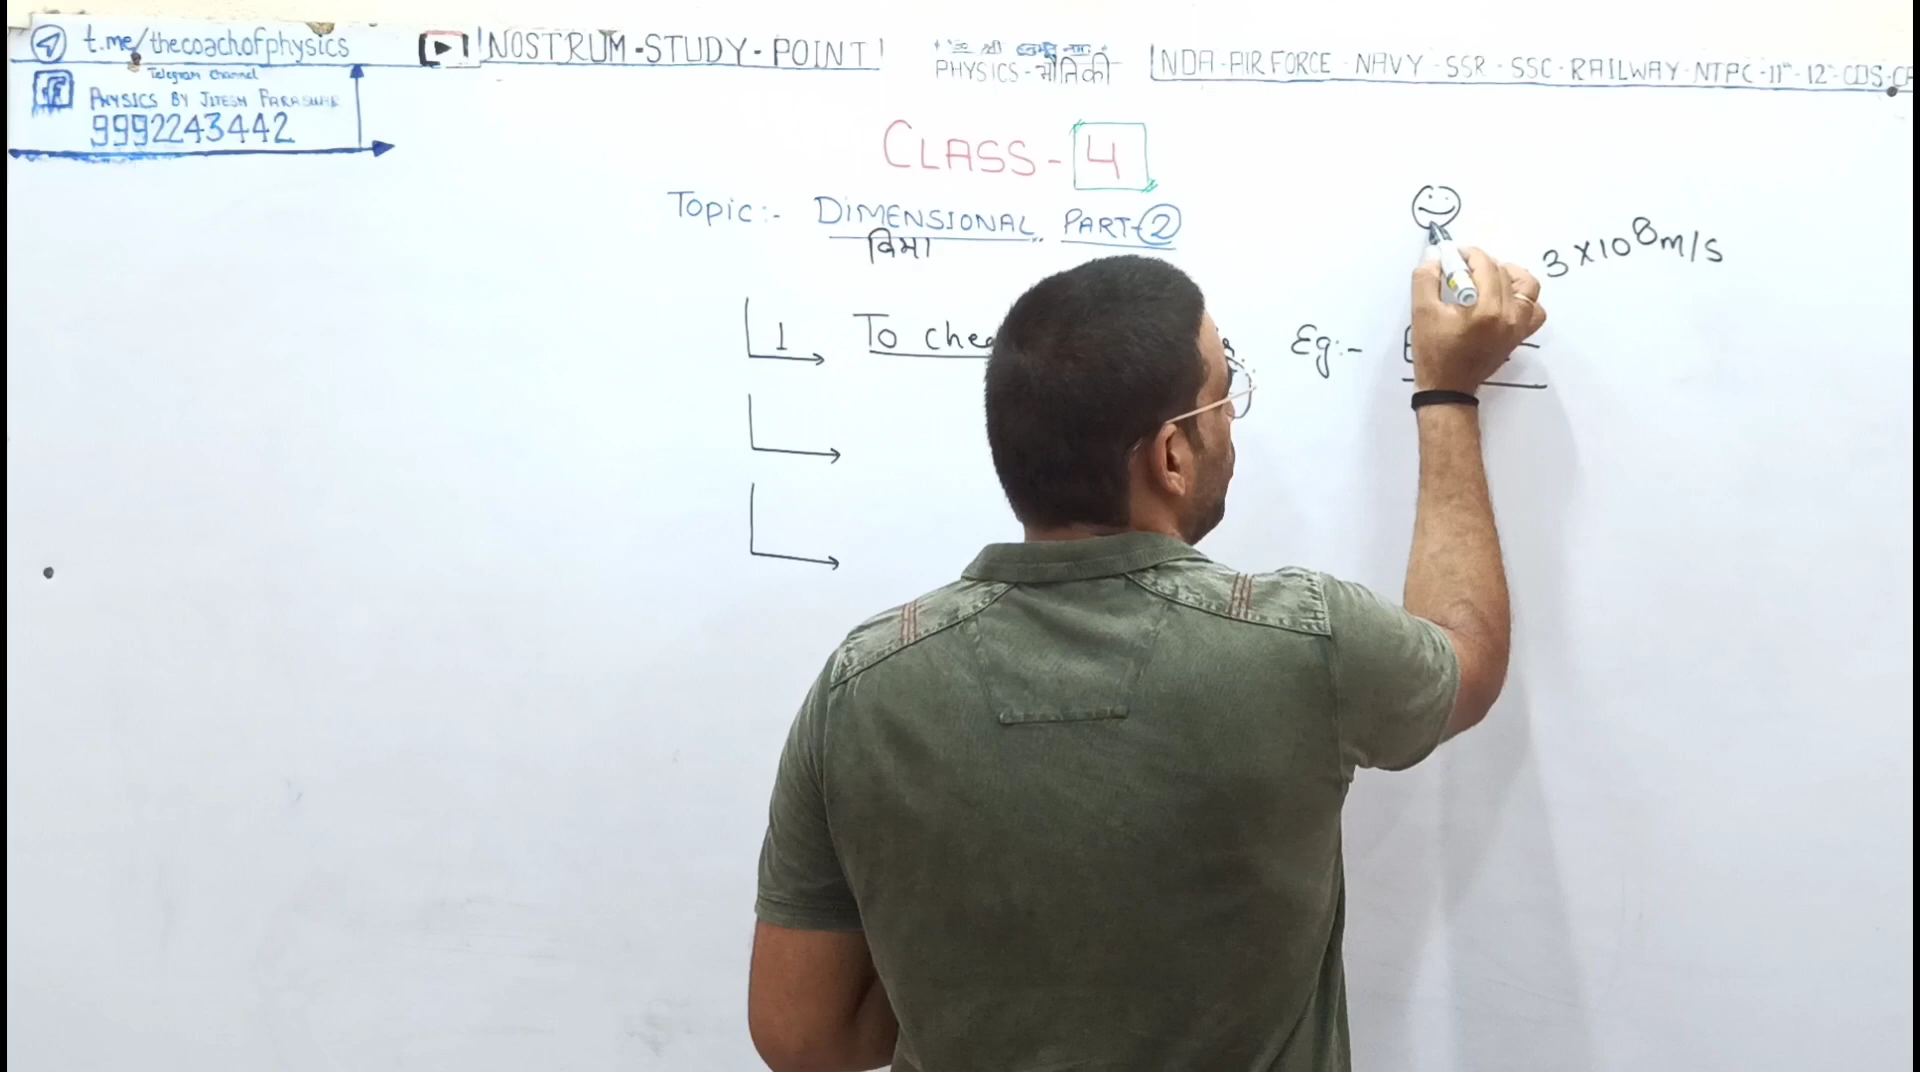 t.me/thecoachofphysics
Telegram Channel
PHYSICS BY JITESH PARASHAR
9992243442
NOSTRUM-STUDY-POINT
PHYSICS-भौतिकी
NDA-AIR FORCE-NAVY-SSR-SSC-RAILWAY-NTPC-11th-12th-CDS
CLASS-4
Topic:- DIMENSIONAL PART-2
विमा
3×10⁸m/s
1 To Eg:-